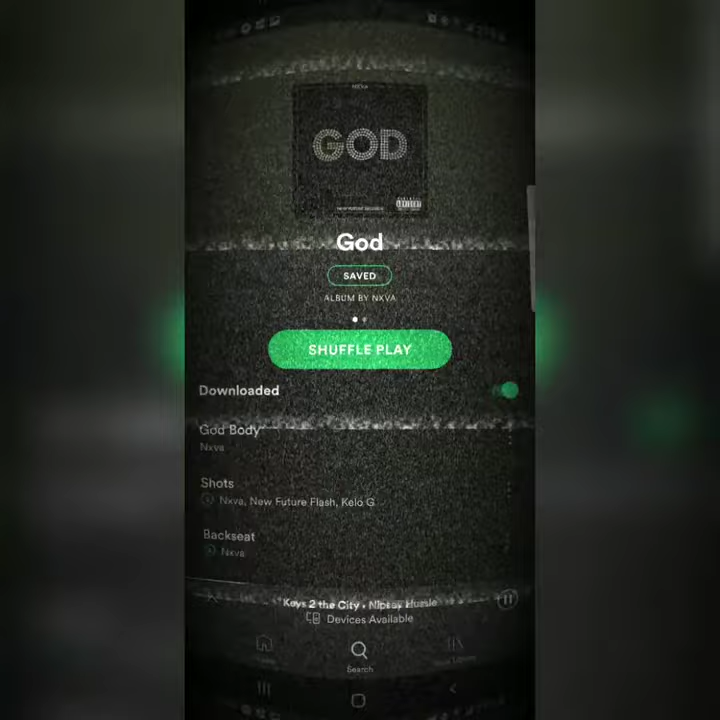 GOD
God
SAVED
ALBUM BY NXVA
SHUFFLE PLAY
Downloaded
God Body
Nxva
Shots
Nxva, New Future Flash, Kelo G
Backseat
Nxva
Keys 2 the City • Nipsey Hussle
Devices Available
Search